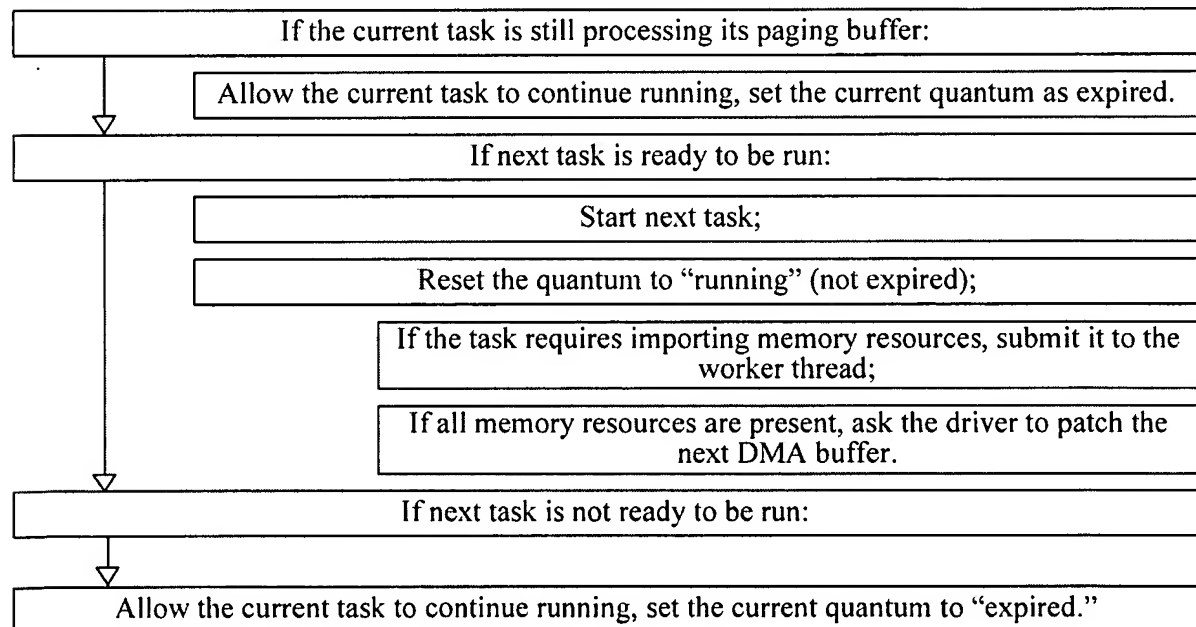 If the current task is still processing its paging buffer:
Allow the current task to continue running, set the current quantum as expired.
If next task is ready to be run:
Start next task;
Reset the quantum to “running” (not expired);
If the task requires importing memory resources, submit it to the
worker thread;
If all memory resources are present, ask the driver to patch the
next DMA buffer.
If next task is not ready to be run:
Allow the current task to continue running, set the current quantum to “expired.”